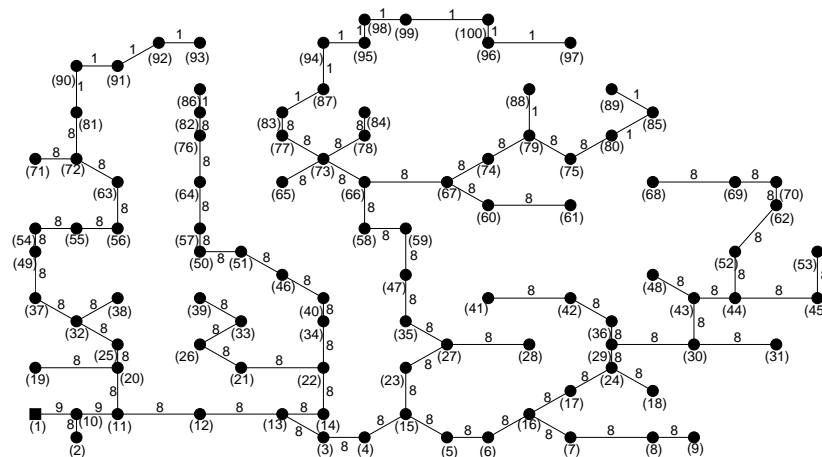 1
(98) (99) (100)
1 1 1 1
(92) (93) (94) (95) (96) (97)
1
(90) (91)
1 1
(86) 1 (87) (88) (89)
1 1 1
(81) (82) 8 (83) (84) (85)
8 8 8 1 1
(76) (77) (78) (79) (80)
8 8 8 8 8 8 8
(71) (72) (73) (74) (75)
8 8 8 8 8 8 8 8
(63) (64) (65) (66) (67) (68) (69) (70)
8 8 8 8 8
(60) (61) (62)
8 8 8 8
(54) (55) (56) (57) (58) (59)
8 8 8 8 8
(49) (50) (51) (52) (53)
8 8 8 8 8
(46) (47) (48)
8 8 8 8 8
(37) (38) (39) (40) (41) (42) (43) (44) (45)
8 8 8 8 8
(32) (33) (34) (35) (36)
8 8 8 8 8 8 8 8
(25) (26) (27) (28) (29) (30) (31)
8 8 8 8 8 8
(19) (20) (21) (22) (23) (24)
8 8 8 8 8
(17) (18)
9 9 8 8 8 8
(1) (10) (11) (12) (13) (14) (15) (16)
8 8 8 8 8 8 8 8
(2) (3) (4) (5) (6) (7) (8) (9)